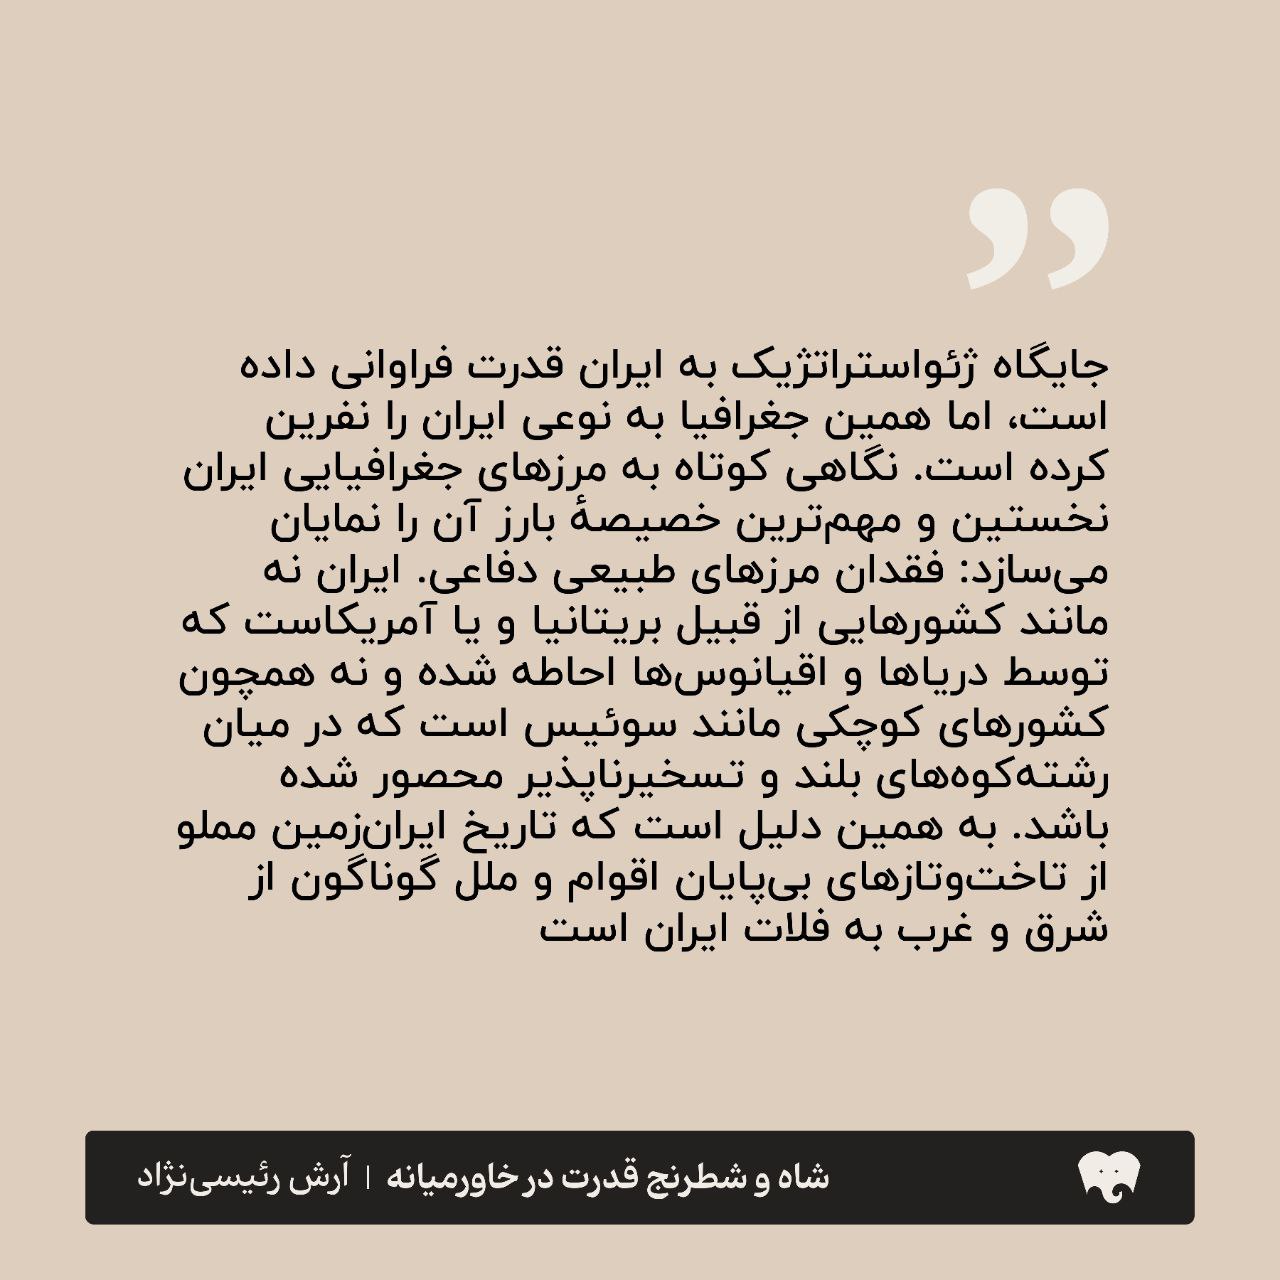 ”
جایگاه ژئواستراتژیک به ایران قدرت فراوانی داده
است، اما همین جغرافیا به نوعی ایران را نفرین
کرده است. نگاهی کوتاه به مرزهای جغرافیایی ایران
نخستین و مهم‌ترین خصیصهٔ بارز آن را نمایان
می‌سازد: فقدان مرزهای طبیعی دفاعی. ایران نه
مانند کشورهایی از قبیل بریتانیا و یا آمریکاست که
توسط دریاها و اقیانوس‌ها احاطه شده و نه همچون
کشورهای کوچکی مانند سوئیس است که در میان
رشته‌کوه‌های بلند و تسخیرناپذیر محصور شده
باشد. به همین دلیل است که تاریخ ایران‌زمین مملو
از تاخت‌وتازهای بی‌پایان اقوام و ملل گوناگون از
شرق و غرب به فلات ایران است
شاه و شطرنج قدرت در خاورمیانه | آرش رئیسی‌نژاد